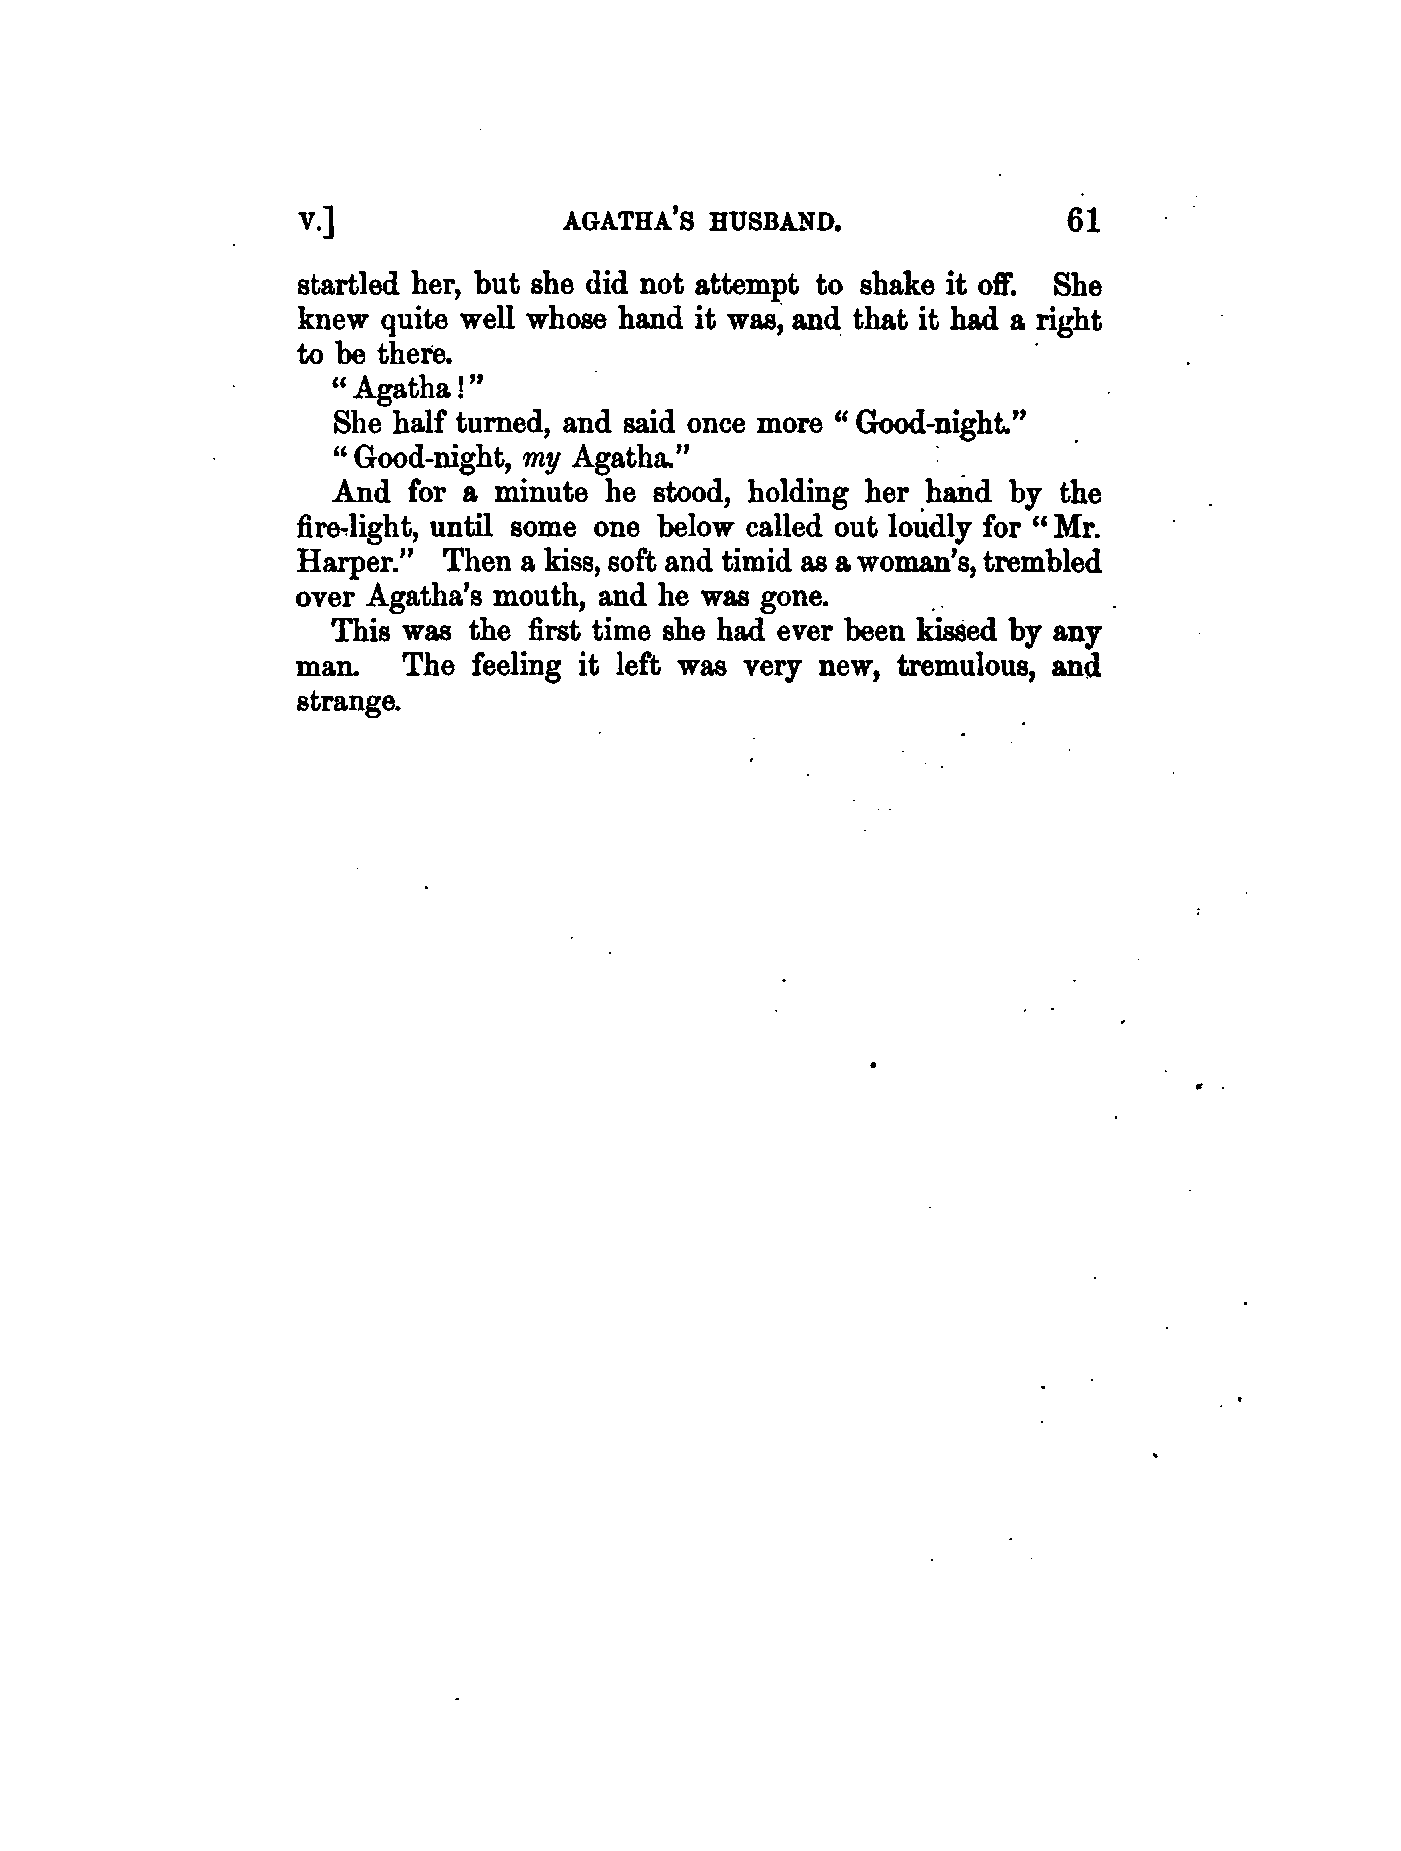 V.] AGATHA'S HUSBAND. 61
startled her, but she did not attempt to shake it off. She
knew quite well whose hand it was, and that it had a right
to be there.
“Agatha!”
She half turned, and said once more “Good-night.”
“Good-night, my Agatha.”
And for a minute he stood, holding her hand by the
fire-light, until some one below called out loudly for “Mr.
Harper.” Then a kiss, soft and timid as a woman's, trembled
over Agatha's mouth, and he was gone.
This was the first time she had ever been kissed by any
man. The feeling it left was very new, tremulous, and
strange.